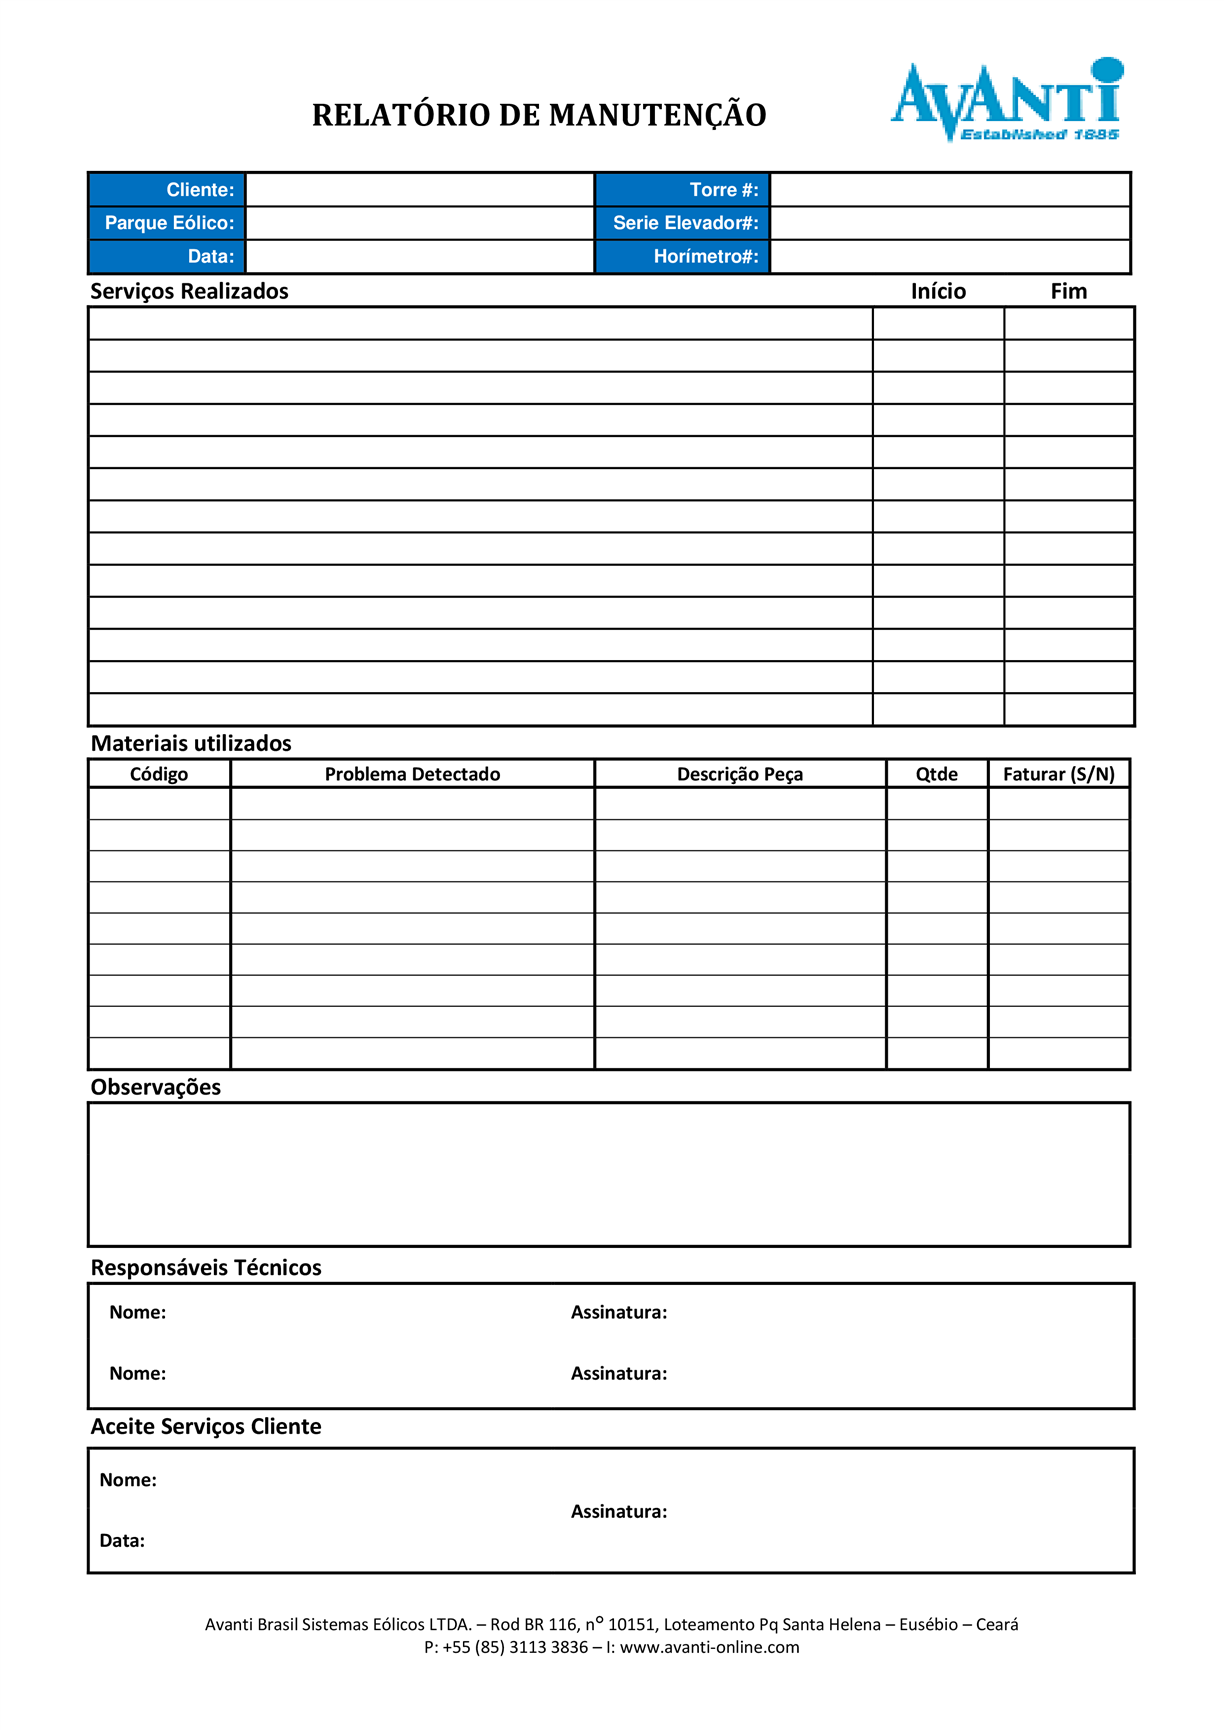 AVANTI
Established 1885
RELATÓRIO DE MANUTENÇÃO
Cliente: Torre #:
Parque Eólico: Serie Elevador#:
Data: Horímetro#:
Serviços Realizados Início Fim
Materiais utilizados
Código Problema Detectado Descrição Peça Qtde Faturar (S/N)
Observações
Responsáveis Técnicos
Nome: Assinatura:
Nome: Assinatura:
Aceite Serviços Cliente
Nome:
Assinatura:
Data:
Avanti Brasil Sistemas Eólicos LTDA. – Rod BR 116, nº 10151, Loteamento Pq Santa Helena – Eusébio – Ceará
P: +55 (85) 3113 3836 – I: www.avanti-online.com